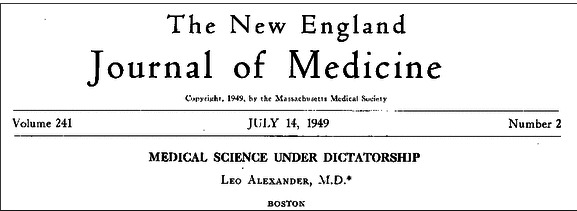 The New England
Journal of Medicine
Copyright, 1949, by the Massachusetts Medical Society
Volume 241 JULY 14, 1949 Number 2
MEDICAL SCIENCE UNDER DICTATORSHIP
LEO ALEXANDER, M.D.*
BOSTON